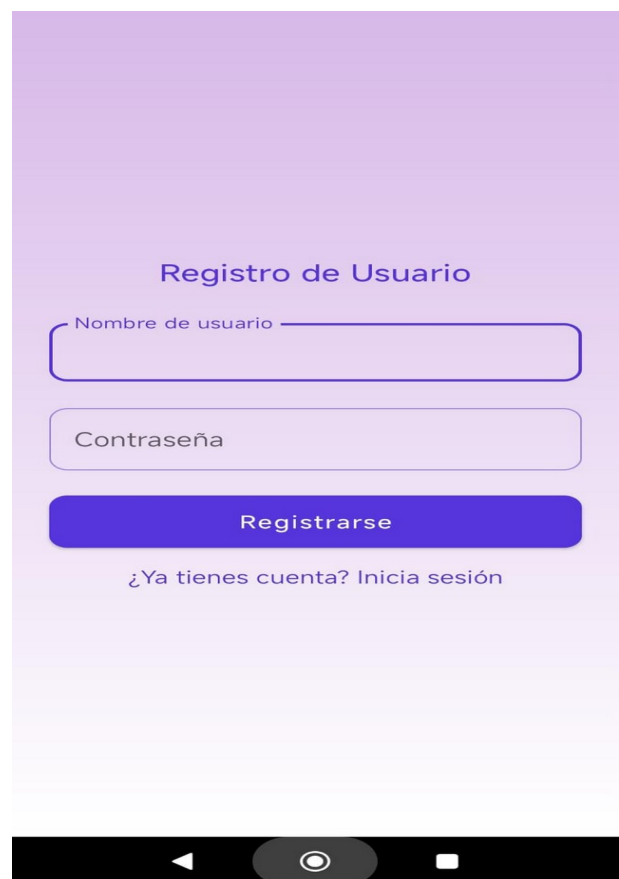 Registro de Usuario
Nombre de usuario
Contraseña
Registrarse
¿Ya tienes cuenta? Inicia sesión